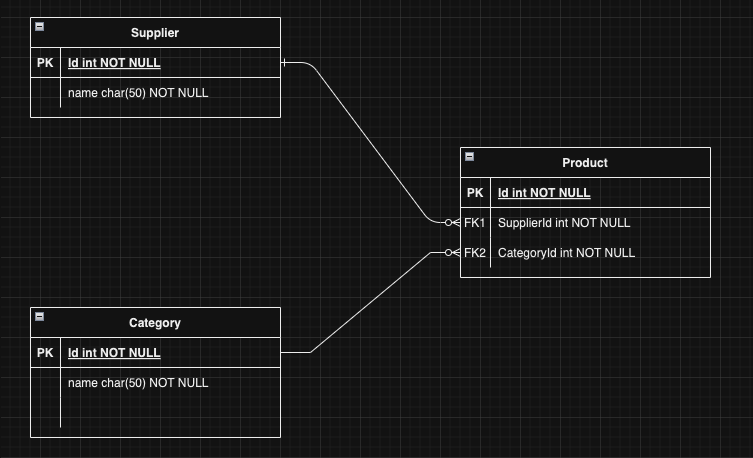 Supplier
PK Id int NOT NULL
name char(50) NOT NULL
Product
PK Id int NOT NULL
FK1 SupplierId int NOT NULL
FK2 CategoryId int NOT NULL
Category
PK Id int NOT NULL
name char(50) NOT NULL